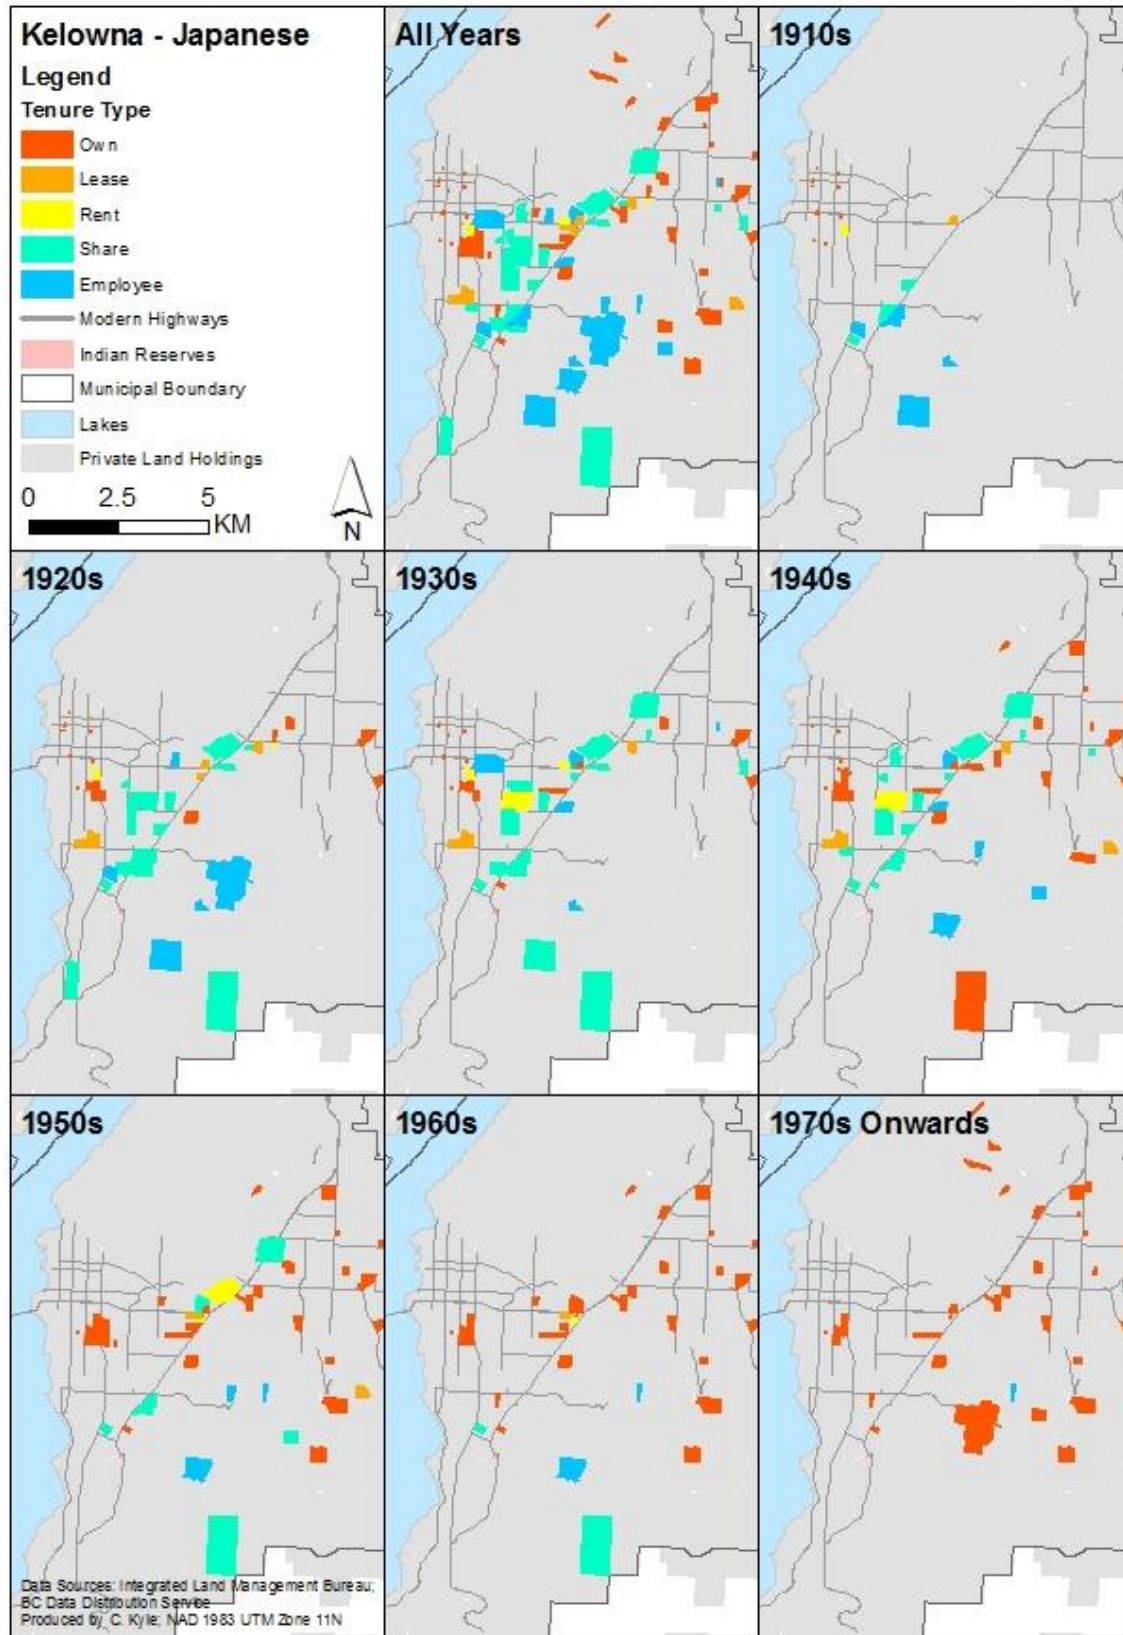 Kelowna - Japanese
Legend
Tenure Type
Own
Lease
Rent
Share
Employee
Modern Highways
Indian Reserves
Municipal Boundary
Lakes
Private Land Holdings
0 2.5 5
KM
N
All Years
1910s
1920s
1930s
1940s
1950s
1960s
1970s Onwards
Data Sources: Integrated Land Management Bureau;
BC Data Distribution Service
Produced by C. Kyle; NAD 1983 UTM Zone 11N